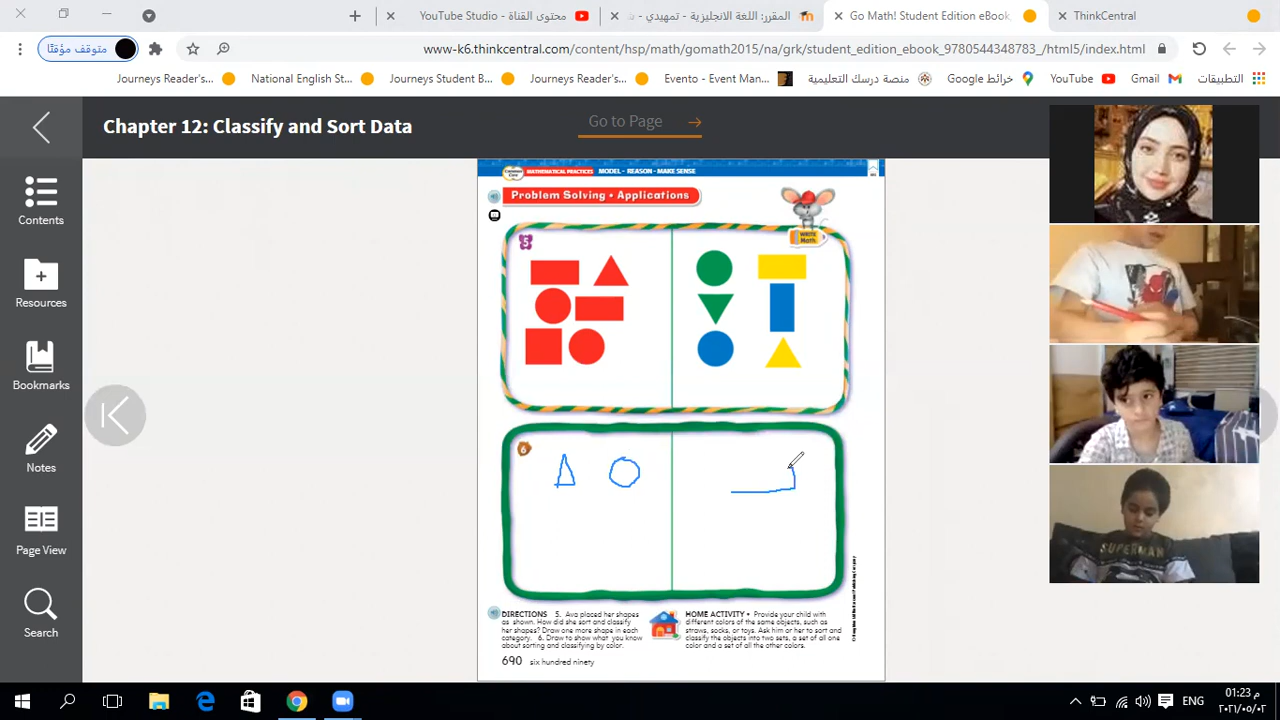 YouTube Studio - محتوى القناة
المقرر: اللغة الانجليزية - تمهيدي - د
Go Math! Student Edition eBook
ThinkCentral
متوقف مؤقتًا
www-k6.thinkcentral.com/content/hsp/math/gomath2015/na/gk/student_edition_ebook_9780544348783_/html5/index.html
Journeys Reader's...
National English St...
Journeys Student B...
Journeys Reader's...
Evento - Event Man...
منصة درسك التعليمية
خرائط Google
YouTube
Gmail
التطبيقات
Chapter 12: Classify and Sort Data
Go to Page
Contents
Resources
Bookmarks
Notes
Page View
Search
MATHEMATICAL PRACTICES MODEL • REASON • MAKE SENSE
Problem Solving • Applications
WRITE
Math
5
6
DIRECTIONS 5. Ava placed her shapes
as shown. How did she sort and classify
her shapes? Draw one more shape in each
category. 6. Draw to show what you know
about sorting and classifying by color.
HOME ACTIVITY • Provide your child with
different colors of the same objects, such as
straws, socks, or toys. Ask him or her to sort and
classify the objects into two sets, a set of all one
color and a set of all the other colors.
690 six hundred ninety
SUPERMAN
ENG
01:23 م
٢٠٢١/٠٥/٠٢